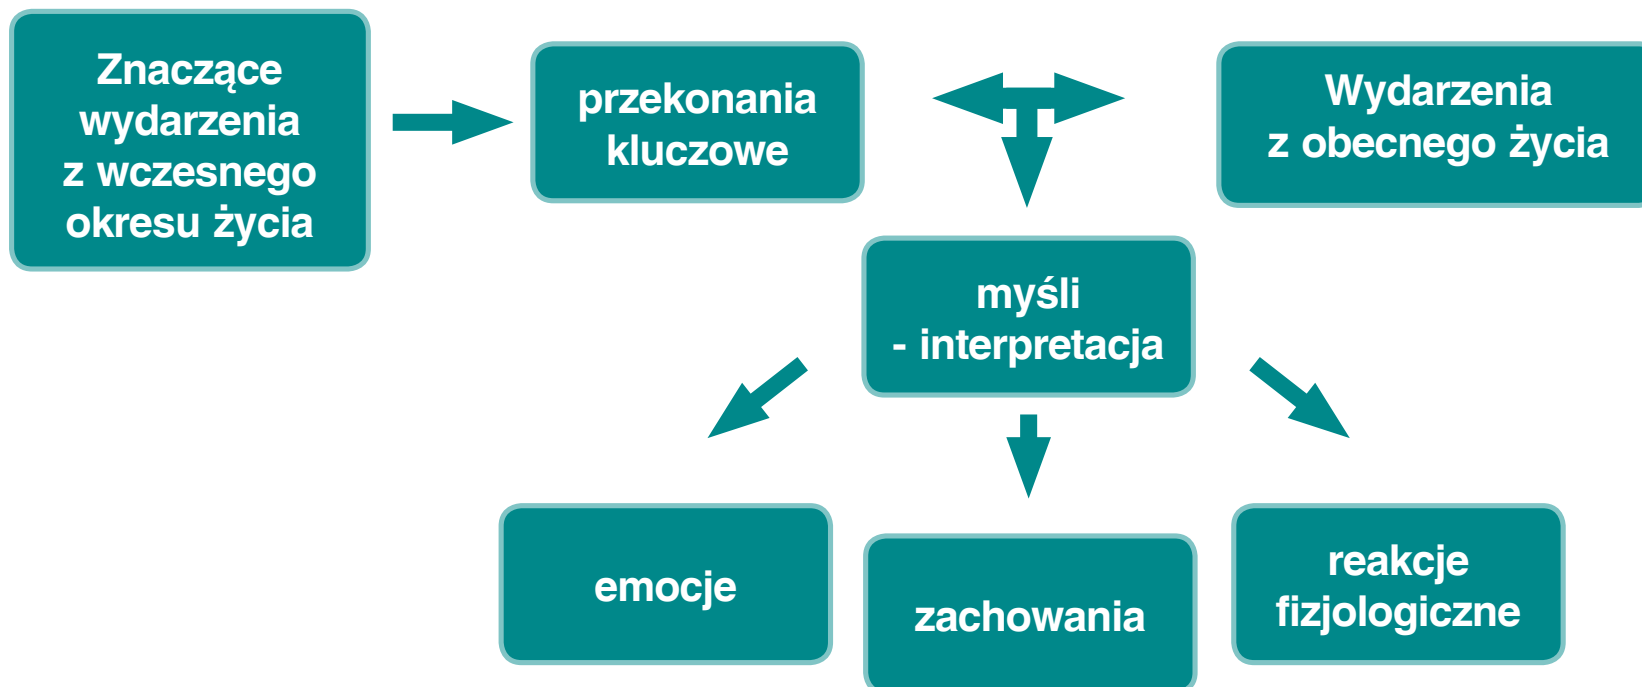 Znaczące
wydarzenia
z wczesnego
okresu życia
przekonania
kluczowe
Wydarzenia
z obecnego życia
myśli
- interpretacja
emocje
zachowania
reakcje
fizjologiczne